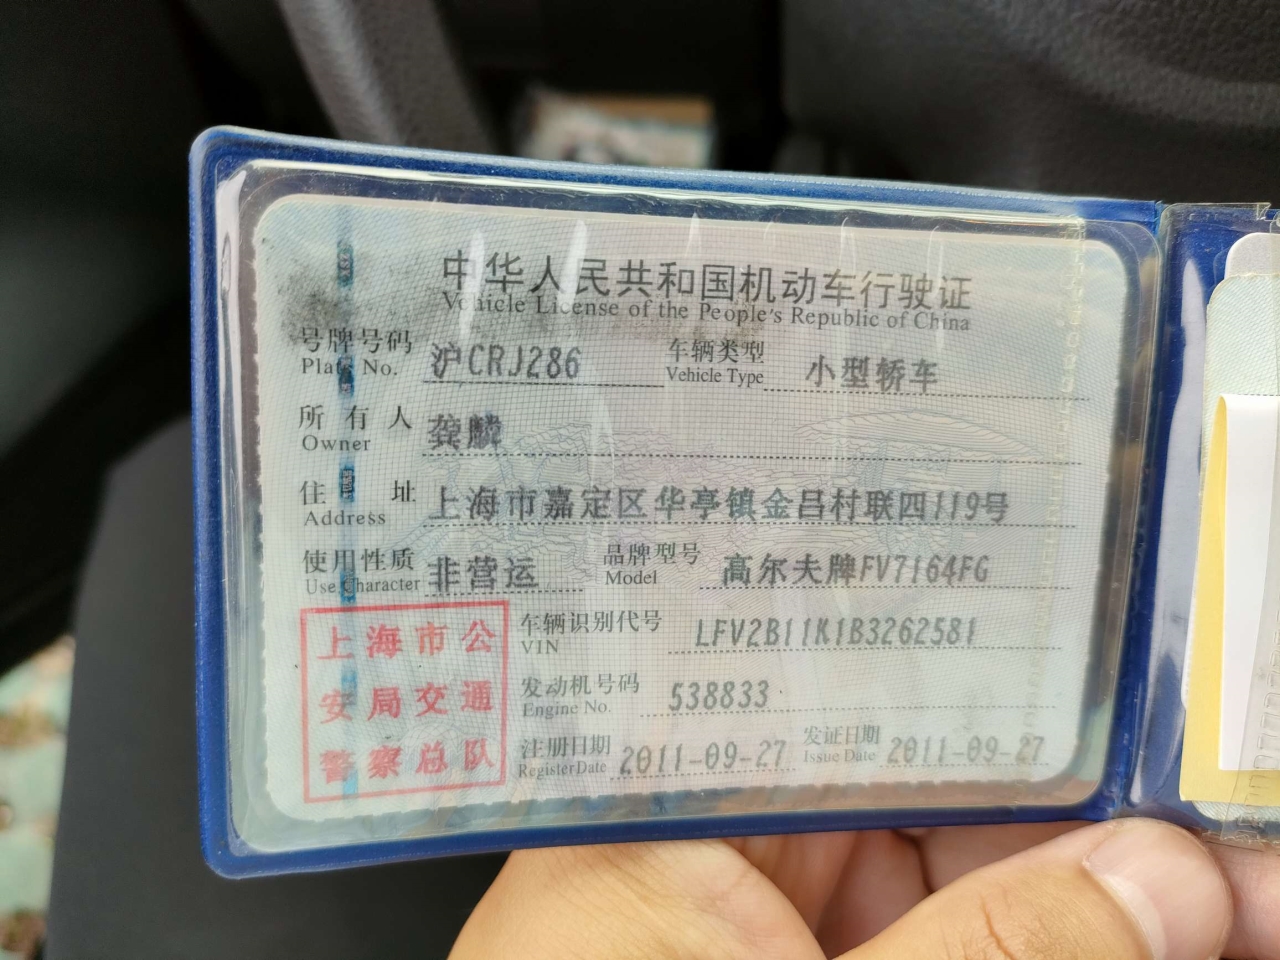 中华人民共和国机动车行驶证
Vehicle License of the People's Republic of China
号牌号码 沪CRJ286 车辆类型 小型轿车
Plate No. Vehicle Type
所有人 龚麟
Owner
住址 上海市嘉定区华亭镇金吕村联四119号
Address
使用性质 非营运 品牌型号 高尔夫牌FV7164FG
Use Character Model
车辆识别代号 LFV2B11K1B3262581
VIN
发动机号码 538833
Engine No.
注册日期 2011-09-27 发证日期 2011-09-27
Register Date Issue Date
上海市公
安局交通
警察总队